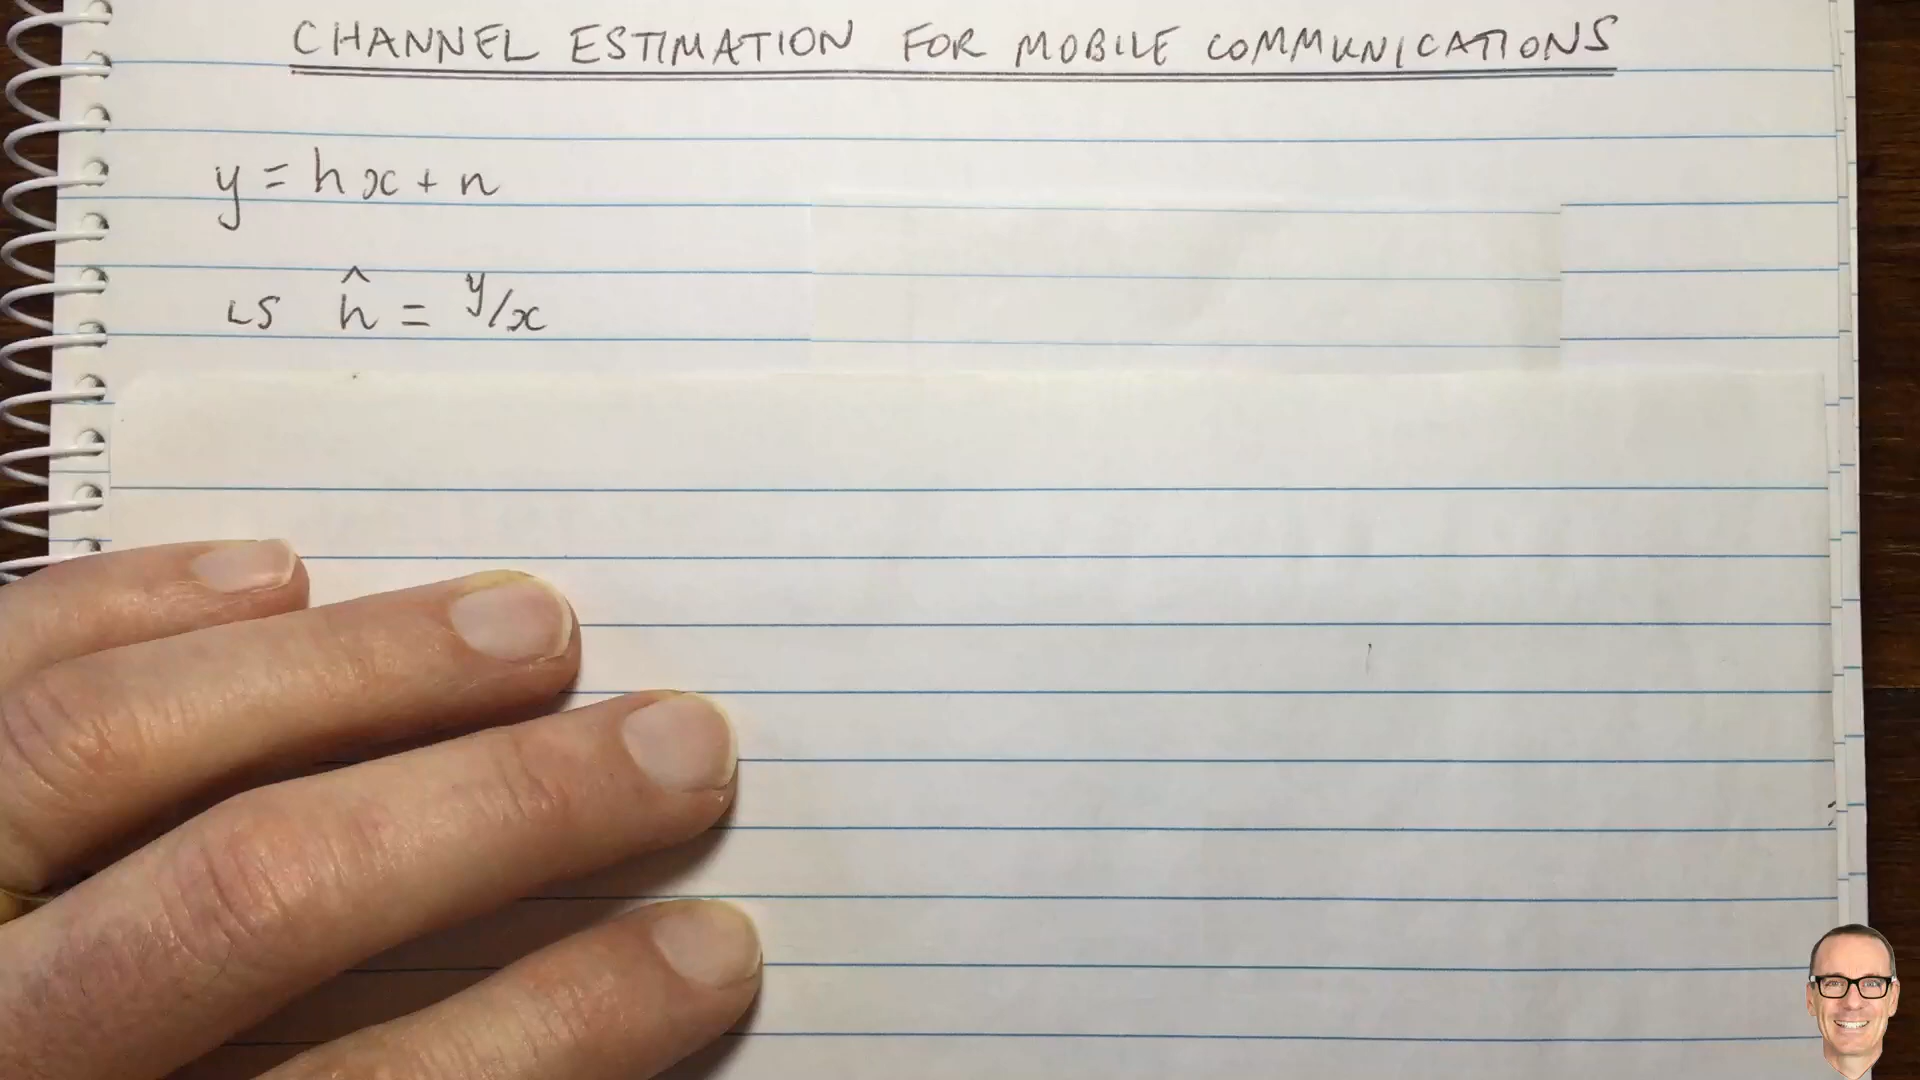 CHANNEL ESTIMATION FOR MOBILE COMMUNICATIONS
y = hx + n
LS ĥ = y/x